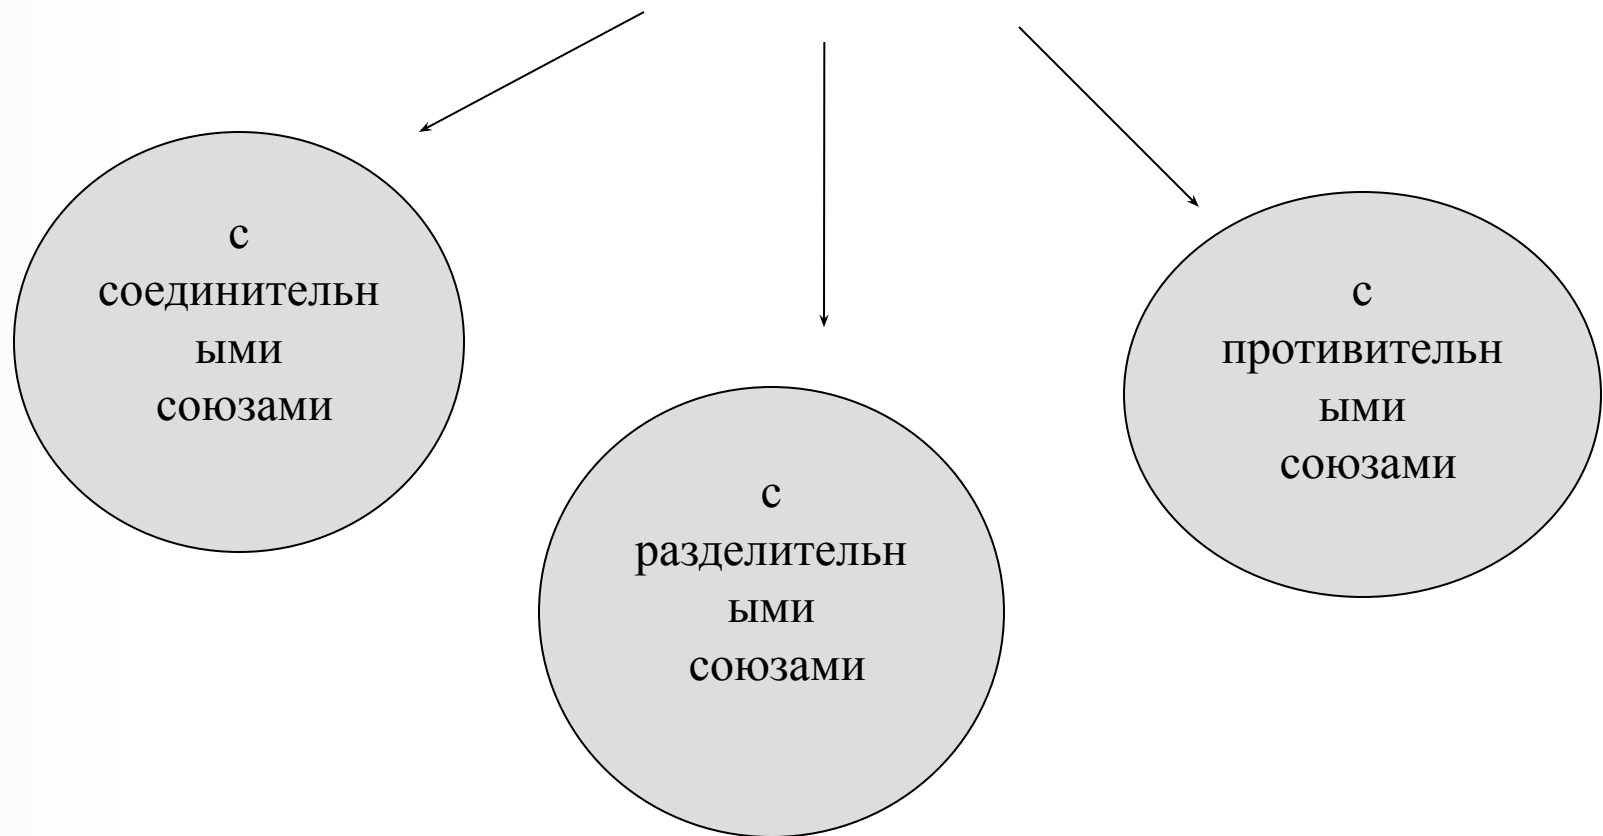 с
соединительн
ыми
союзами
с
разделительн
ыми
союзами
с
противительн
ыми
союзами